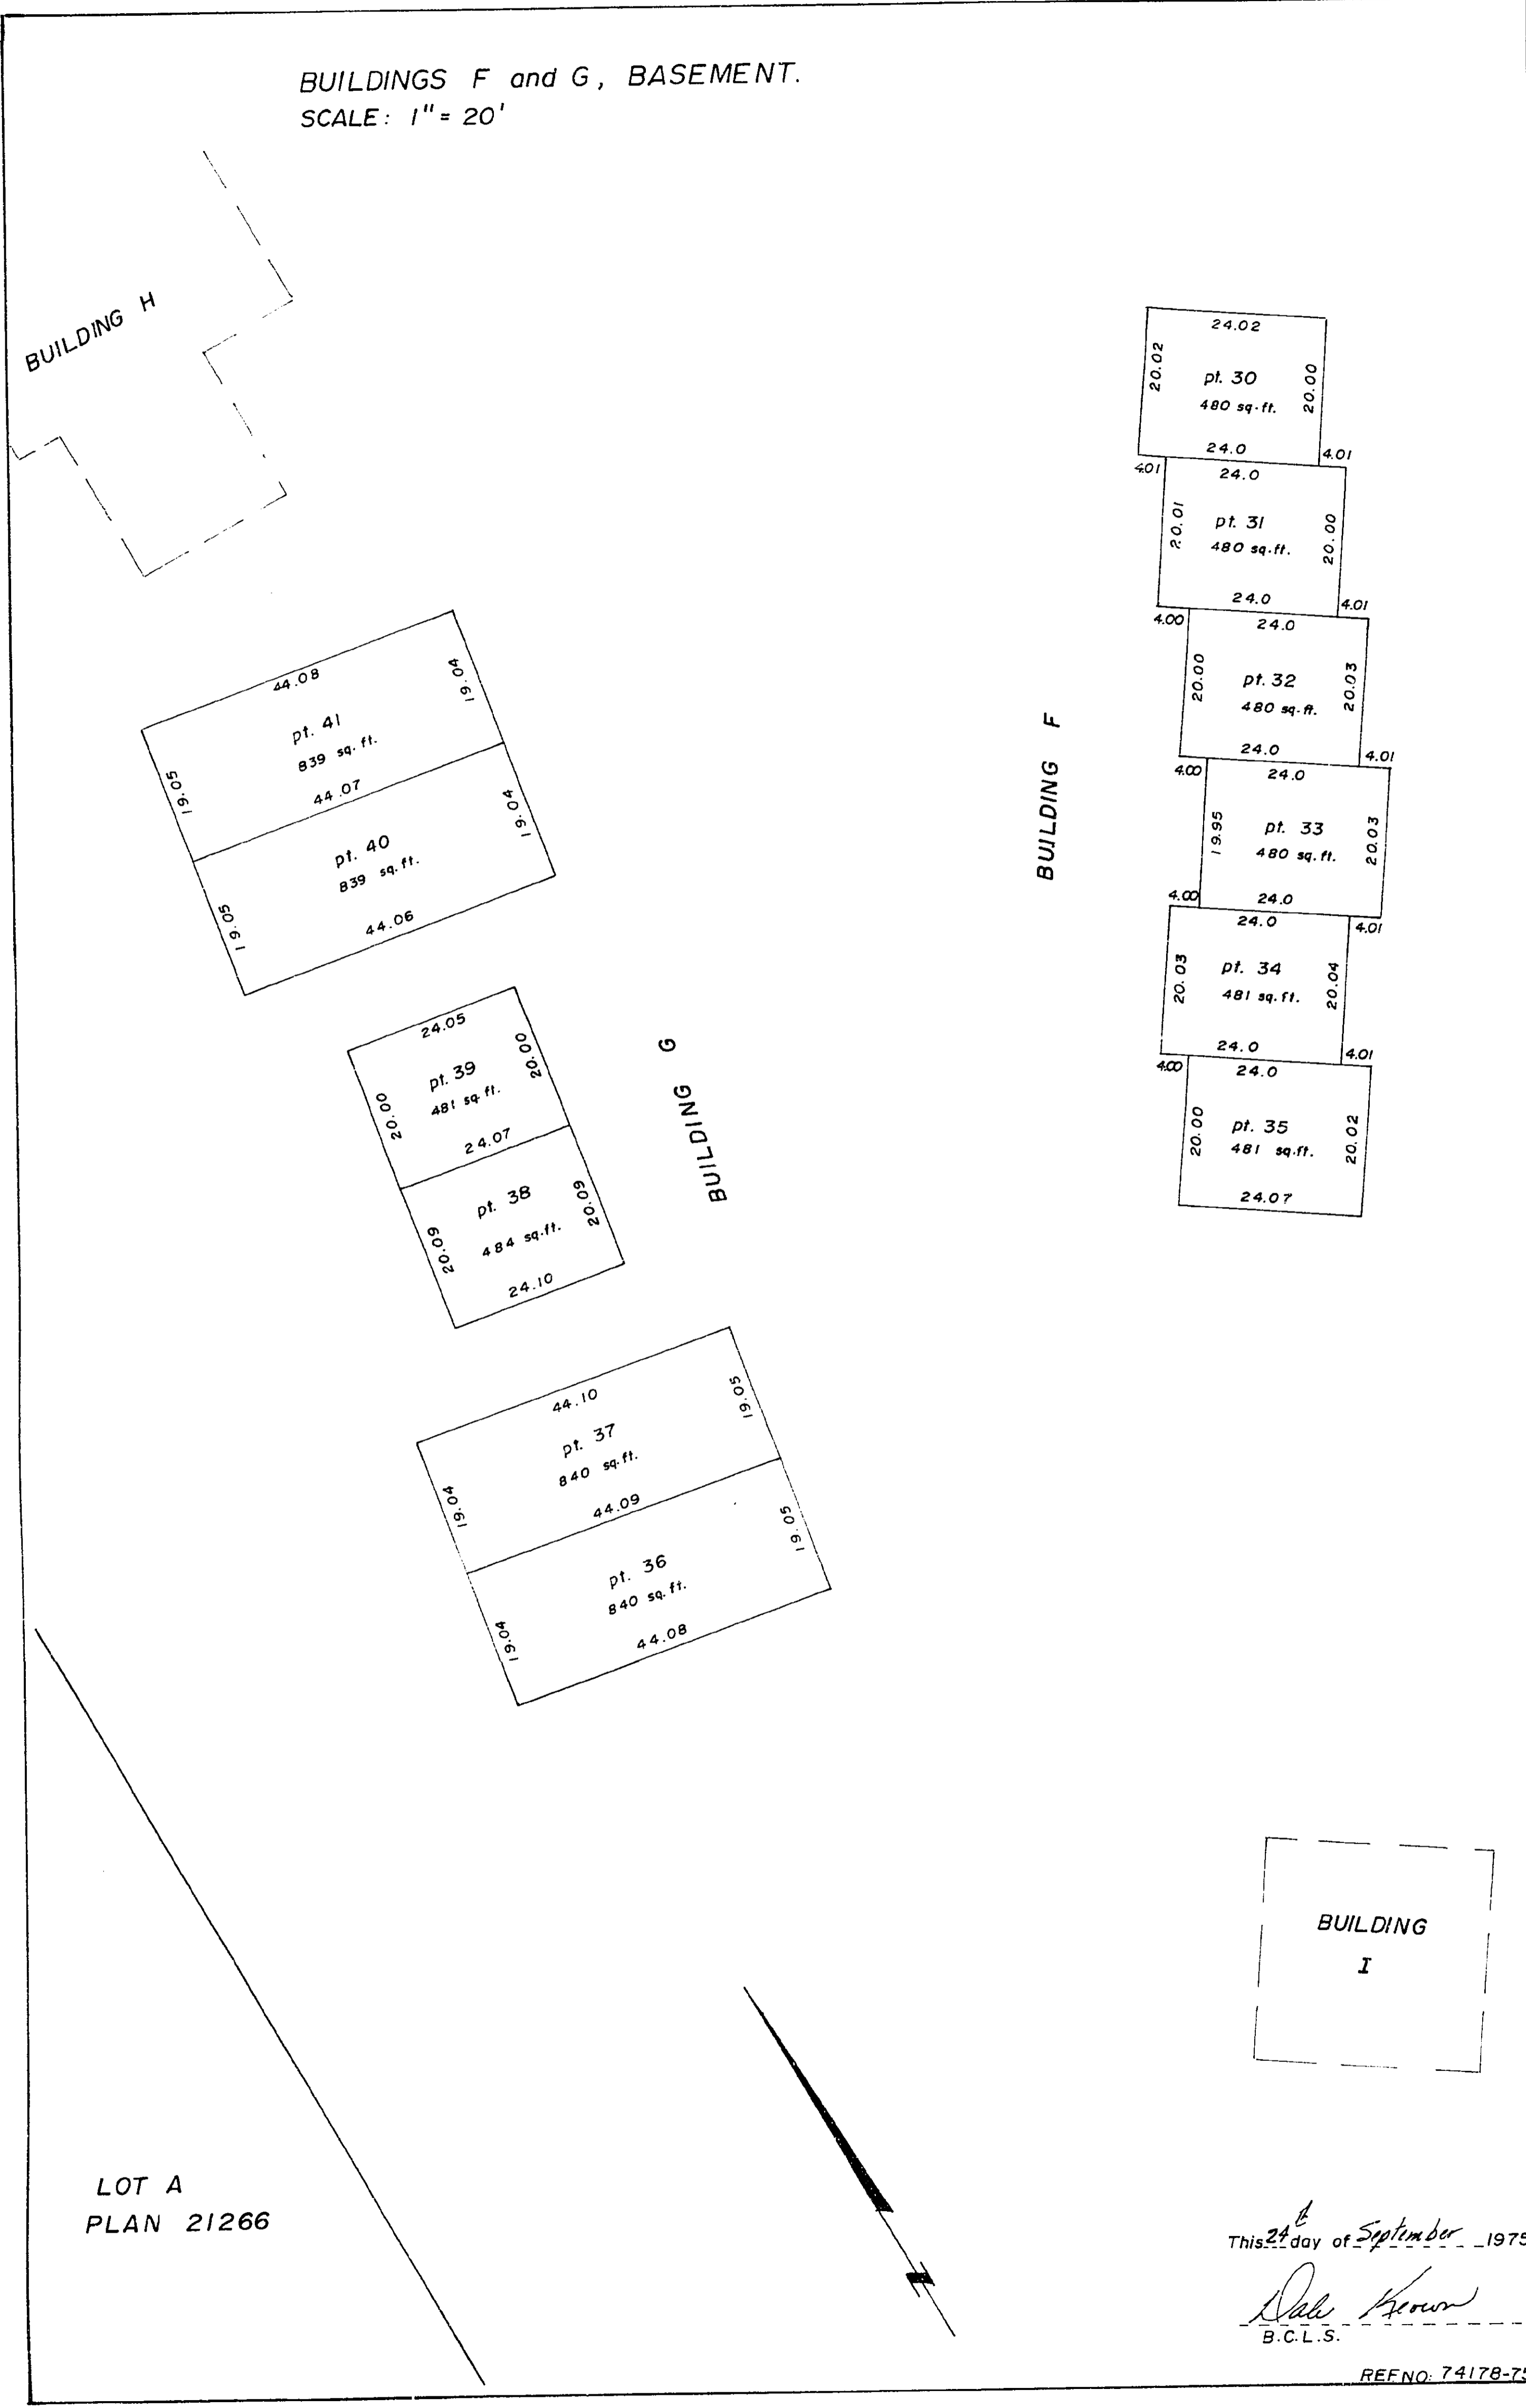 BUILDINGS F and G, BASEMENT.
SCALE: 1" = 20'
BUILDING H
24.02
20.02
pt. 30
20.00
480 sq.ft.
24.0
4.01
4.01
24.0
20.01
pt. 31
20.00
480 sq.ft.
24.0
4.01
4.00
24.0
20.00
pt. 32
20.03
480 sq.ft.
24.0
4.01
4.00
24.0
19.95
pt. 33
20.03
480 sq.ft.
4.00
24.0
24.0
4.01
20.03
pt. 34
20.04
481 sq.ft.
24.0
4.01
4.00
24.0
20.00
pt. 35
20.02
481 sq.ft.
24.07
BUILDING F
44.08
19.04
pt. 41
839 sq.ft.
19.05
44.07
19.04
pt. 40
839 sq.ft.
19.05
44.06
24.05
20.00
pt. 39
481 sq ft.
20.00
24.07
pt. 38
20.09
484 sq.ft.
20.09
24.10
BUILDING G
44.10
19.05
pt. 37
840 sq.ft.
19.04
44.09
19.05
pt. 36
840 sq.ft.
19.04
44.08
BUILDING
I
LOT A
PLAN 21266
N
This 24th day of September 1975
Dale Keown
B.C.L.S.
REF.NO: 74178-75